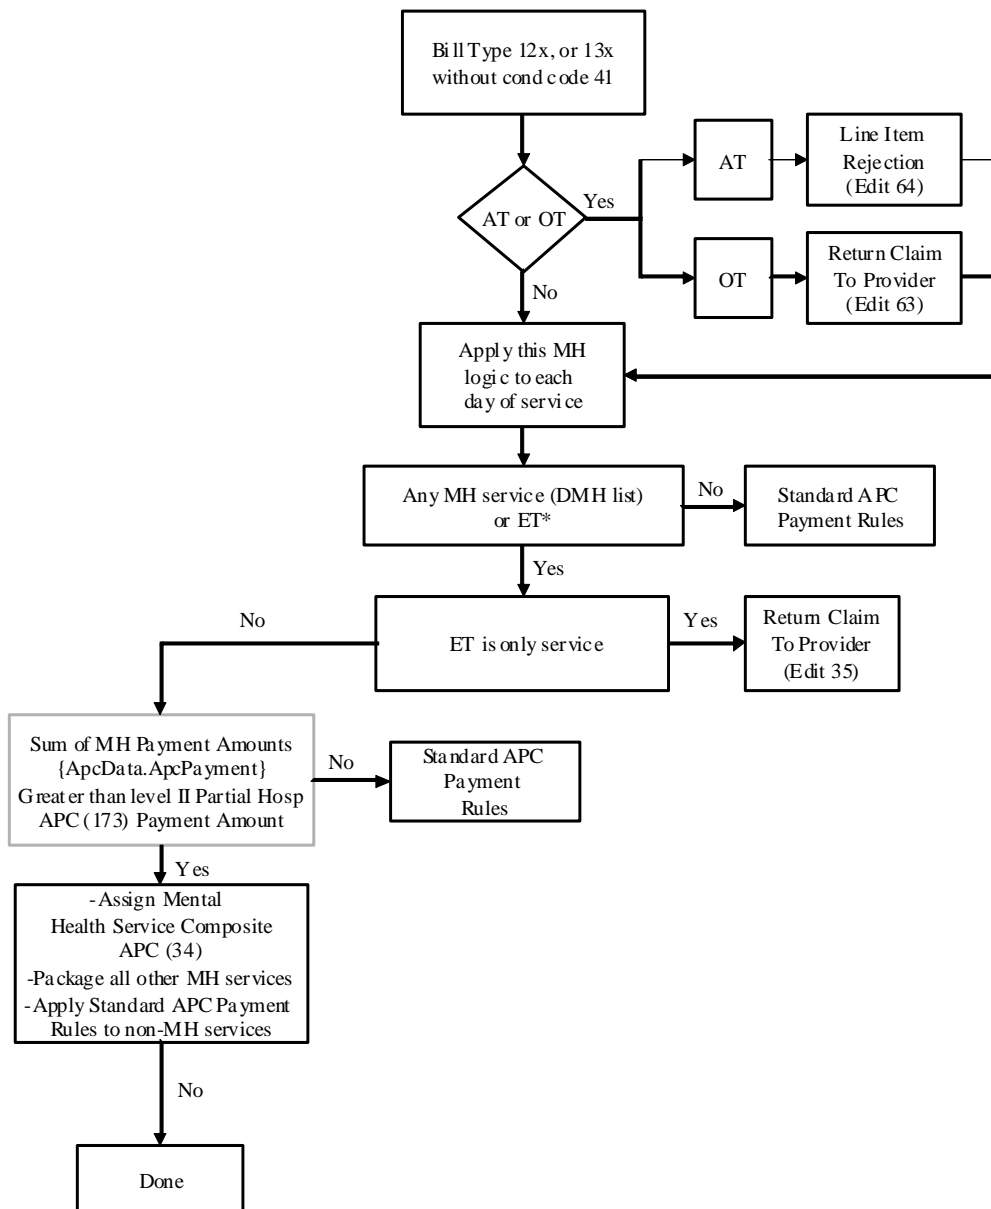 Bill Type 12x, or 13x
without cond code 41
AT or OT
Yes
AT
Line Item
Rejection
(Edit 64)
OT
Return Claim
To Provider
(Edit 63)
No
Apply this MH
logic to each
day of service
Any MH service (DMH list)
or ET*
No
Standard APC
Payment Rules
Yes
ET is only service
Yes
Return Claim
To Provider
(Edit 35)
No
Sum of MH Payment Amounts
{ApcData.ApcPayment}
Greater than level II Partial Hosp
APC (173) Payment Amount
No
Standard APC
Payment
Rules
Yes
-Assign Mental
Health Service Composite
APC (34)
-Package all other MH services
-Apply Standard APC Payment
Rules to non-MH services
No
Done